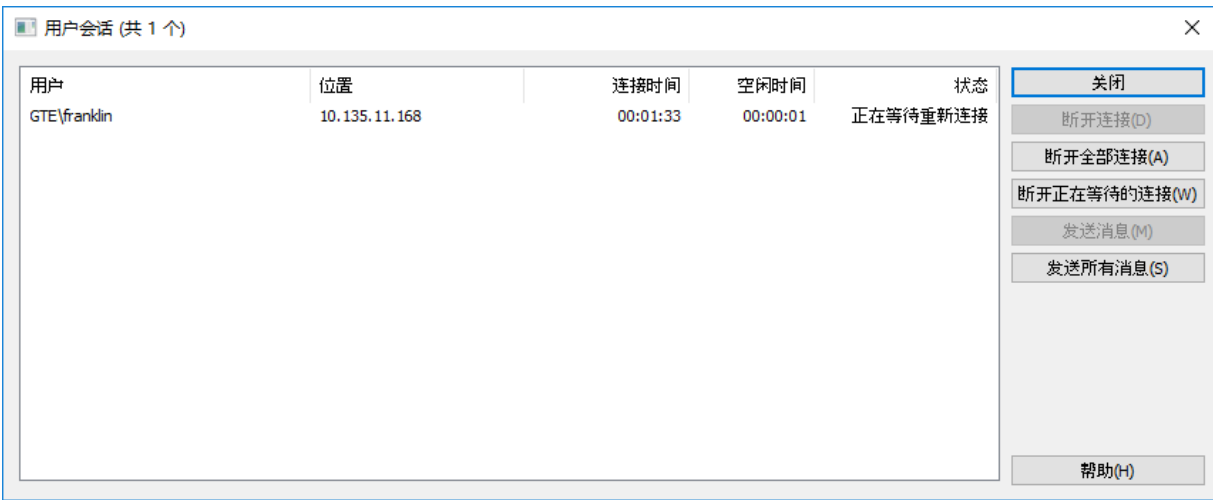 用户会话 (共 1 个)
用户 位置 连接时间 空闲时间 状态
GTE\franklin 10.135.11.168 00:01:33 00:00:01 正在等待重新连接
关闭
断开连接(D)
断开全部连接(A)
断开正在等待的连接(W)
发送消息(M)
发送所有消息(S)
帮助(H)